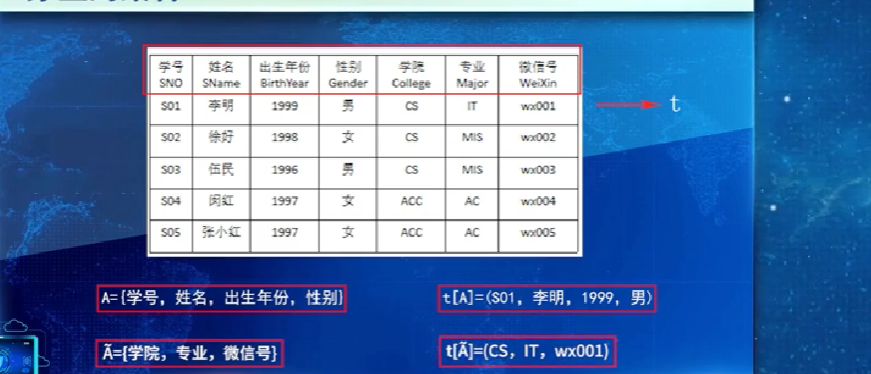 学号 姓名 出生年份 性别 学院 专业 微信号
SNO SName BirthYear Gender College Major WeiXin
S01 李明 1999 男 CS IT wx001
t
S02 徐好 1998 女 CS MIS wx002
S03 伍民 1996 男 CS MIS wx003
S04 闵红 1997 女 ACC AC wx004
S05 张小红 1997 女 ACC AC wx005
A={学号，姓名，出生年份，性别}
t[A]=(S01，李明，1999，男)
Ã={学院，专业，微信号}
t[Ã]=(CS，IT，wx001)